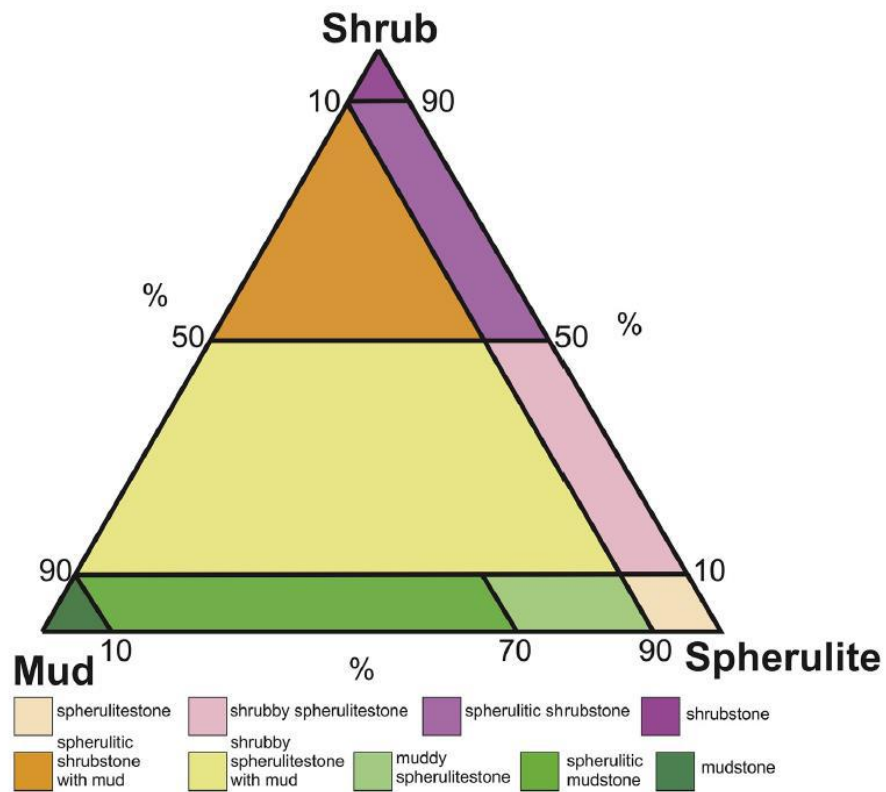 Shrub
10
90
%
50
50
%
90
10
10
%
70
90
Mud
Spherulite
spherulitestone
shrubby spherulitestone
spherulitic shrubstone
shrubstone
spherulitic
shrubstone
with mud
shrubby
spherulitestone
with mud
muddy
spherulitestone
spherulitic
mudstone
mudstone